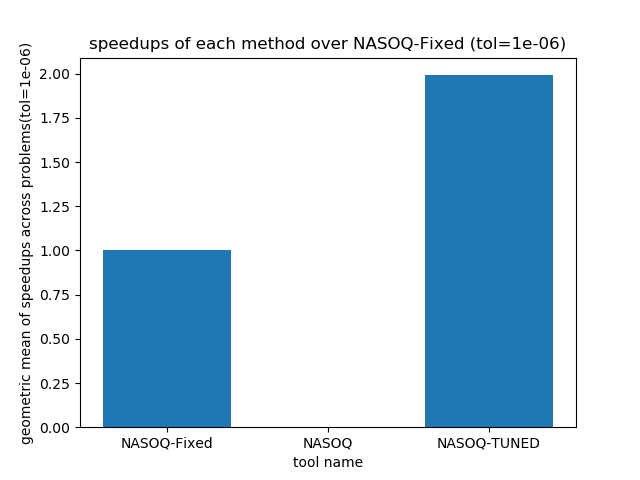 speedups of each method over NASOQ-Fixed (tol=1e-06)
geometric mean of speedups across problems(tol=1e-06)
2.00
1.75
1.50
1.25
1.00
0.75
0.50
0.25
0.00
NASOQ-Fixed
NASOQ
NASOQ-TUNED
tool name